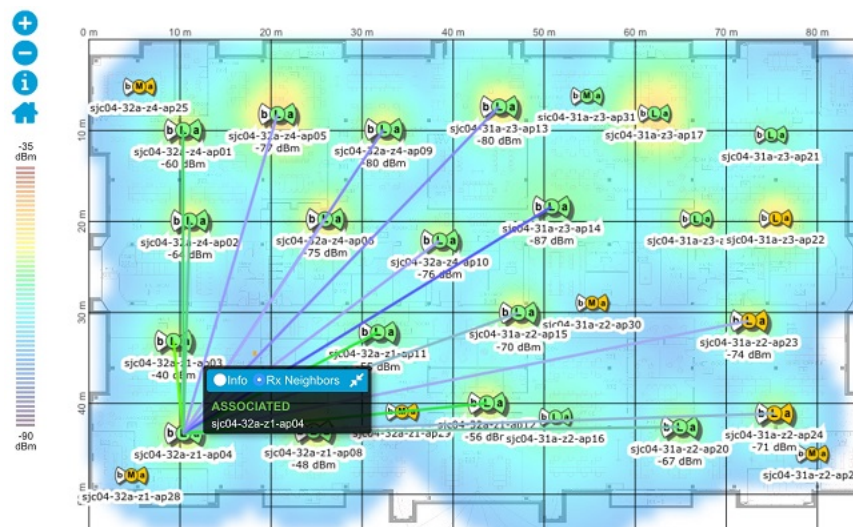 0 m 10 m 20 m 30 m 40 m 50 m 60 m 70 m 80 m
b M a
sjc04-32a-z4-ap25
10 m
b L a
sjc04-32a-z4-ap01
-60 dBm
b L a
sjc04-32a-z4-ap05
-77 dBm
b L a
sjc04-32a-z4-ap09
-80 dBm
b L a
sjc04-31a-z3-ap13
-80 dBm
b M a
sjc04-31a-z3-ap31
b L a
sjc04-31a-z3-ap17
b L a
sjc04-31a-z3-ap21
-35
dBm
20 m
b L a
sjc04-32a-z4-ap02
b L a
-75 dBm
b L a
sjc04-32a-z4-ap10
-76 dBm
b L a
sjc04-31a-z3-ap14
-87 dBm
b L a
b L a
sjc04-31a-z3-ap22
30 m
b L a
sjc04-32a-z1-ap03
-40 dBm
b L a
sjc04-32a-z1-ap11
b L a
sjc04-31a-z2-ap15
-70 dBm
b M a
sjc04-31a-z2-ap30
b L a
sjc04-31a-z2-ap23
-74 dBm
Info Rx Neighbors
ASSOCIATED
sjc04-32a-z1-ap04
-90
dBm
40 m
sjc04-32a-z1-ap04
sjc04-32a-z1-ap08
-48 dBm
L a
-56 dBm
b L a
sjc04-31a-z2-ap16
b L a
sjc04-31a-z2-ap20
-67 dBm
b L a
sjc04-31a-z2-ap24
-71 dBm
b M a
b M a
sjc04-32a-z1-ap28